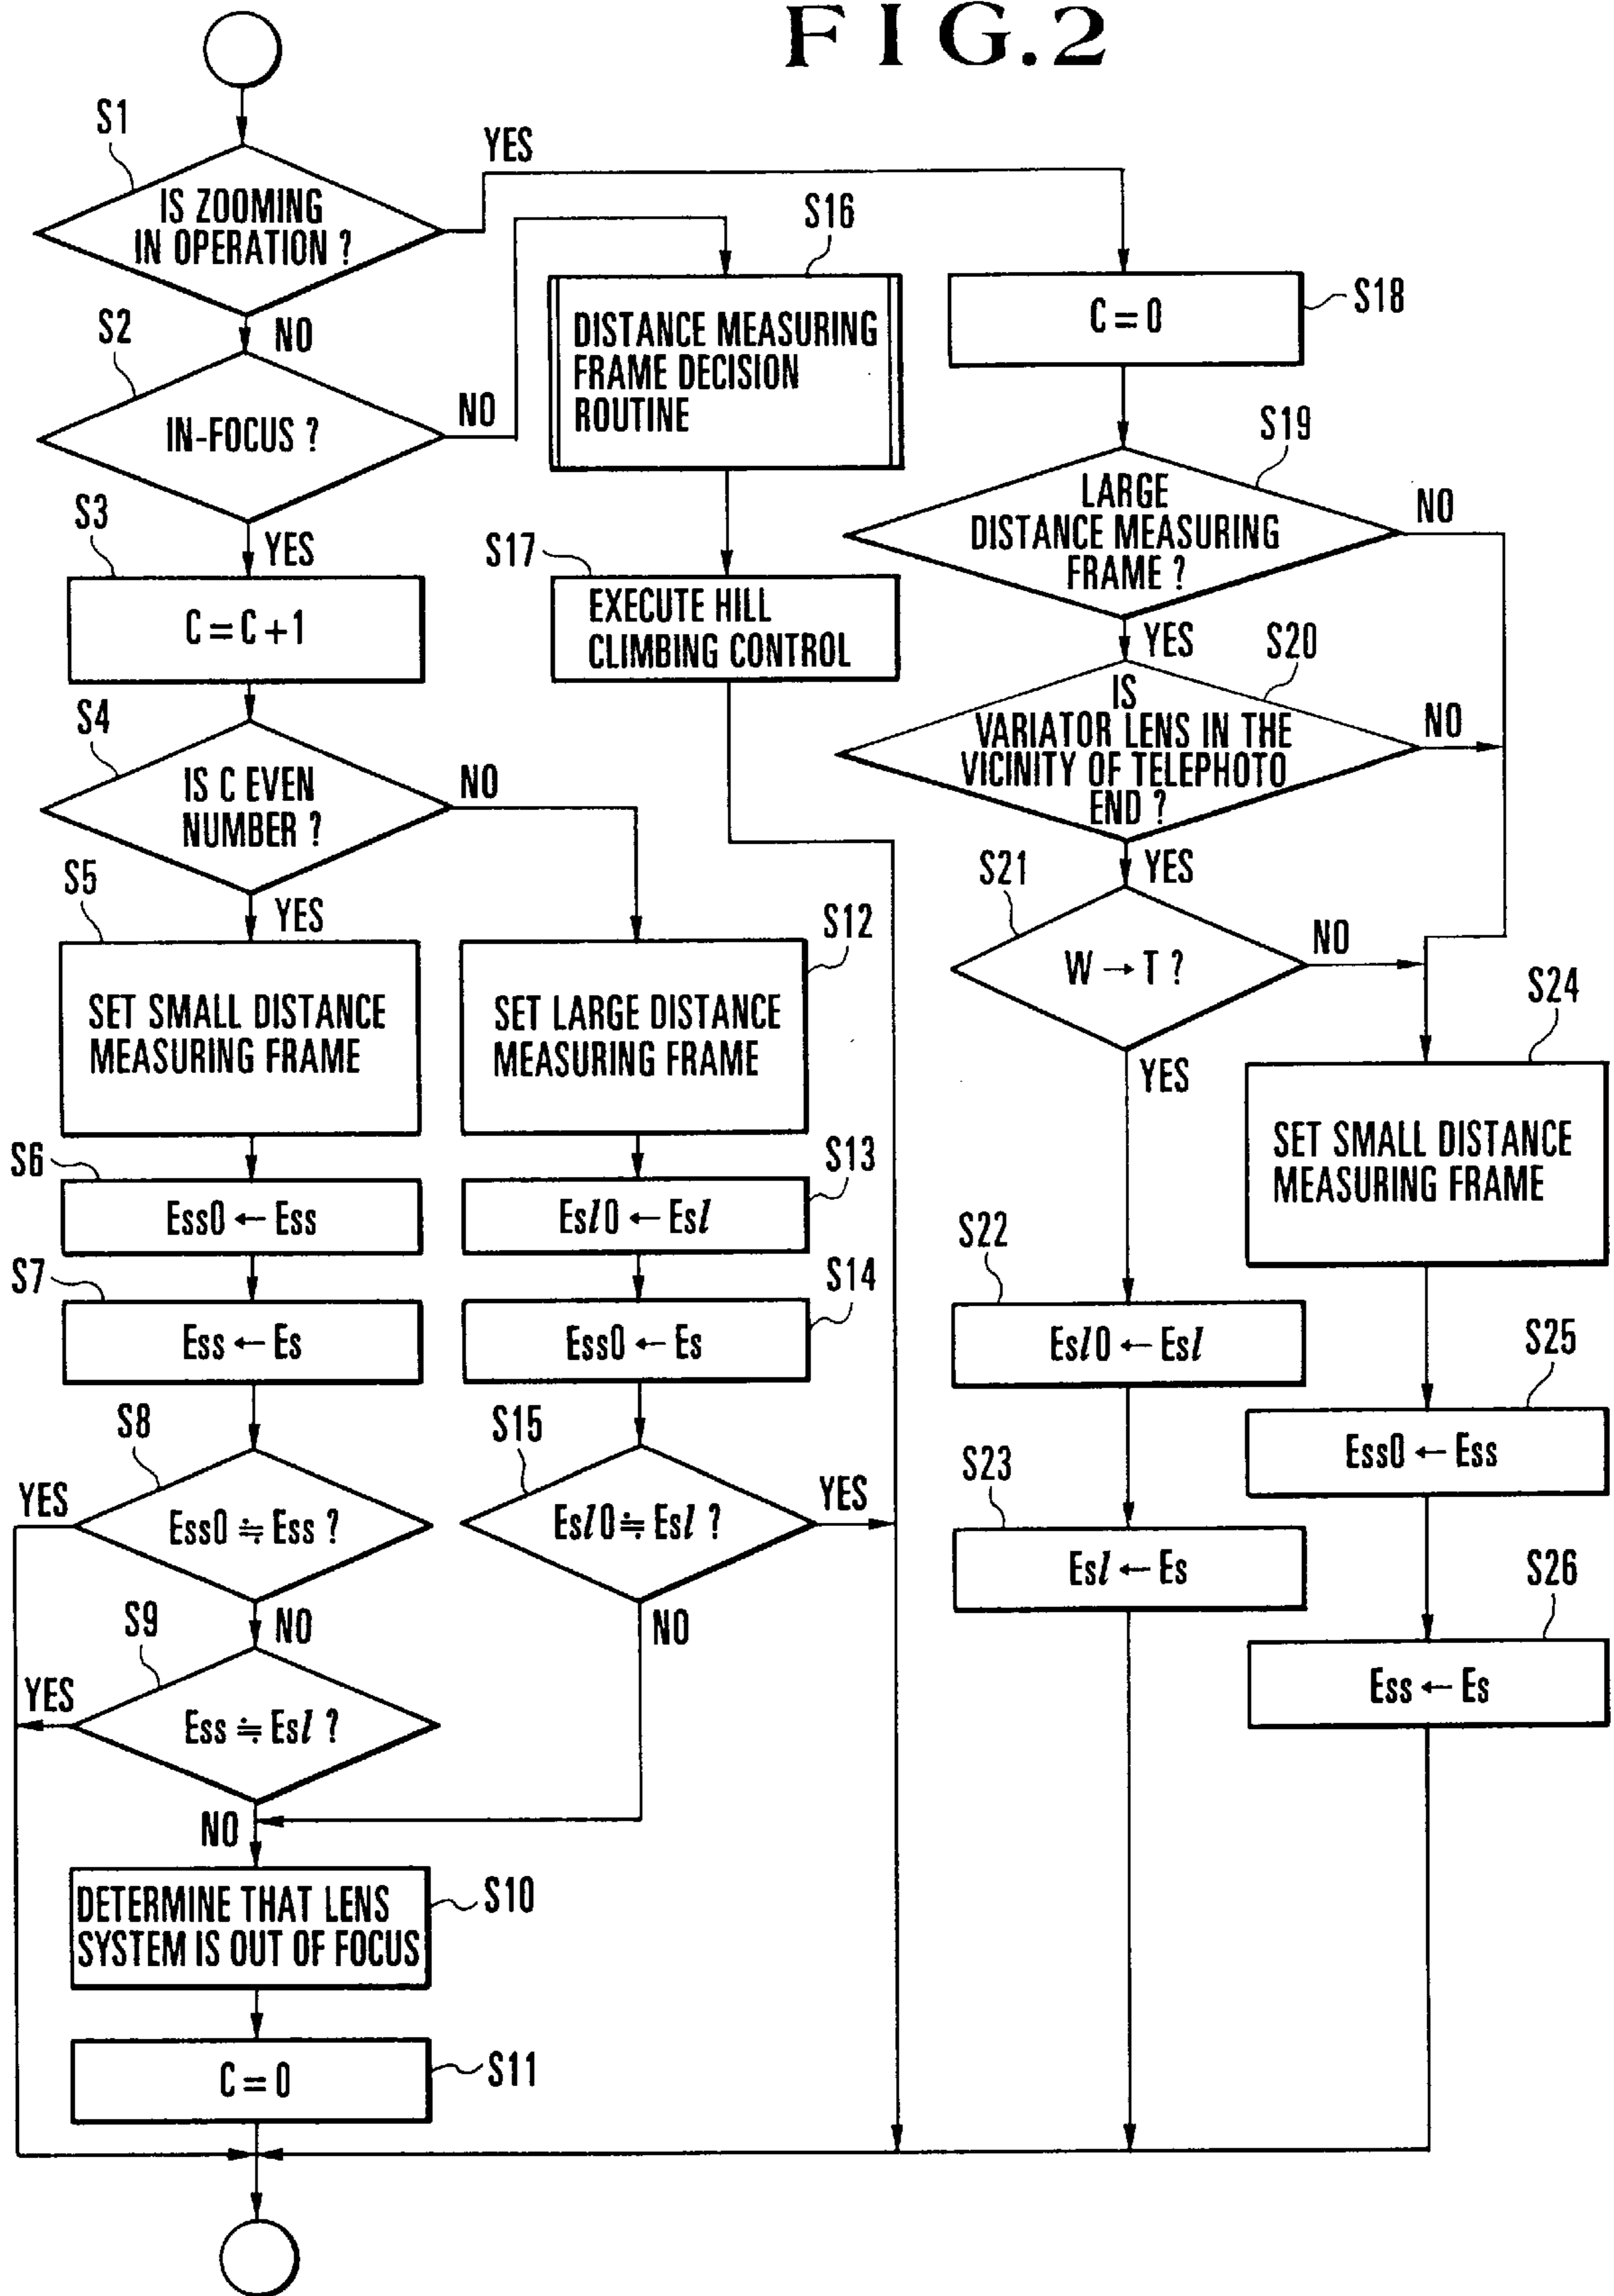 FIG.2
S1
IS ZOOMING
IN OPERATION ?
YES
NO
S2
IN-FOCUS ?
NO
YES
S3
C = C + 1
S4
IS C EVEN
NUMBER ?
NO
YES
S5
SET SMALL DISTANCE
MEASURING FRAME
S6
Ess0 ← Ess
S7
Ess ← Es
S8
YES
Ess0 ≒ Ess ?
NO
S9
YES
Ess ≒ Esl ?
NO
DETERMINE THAT LENS
SYSTEM IS OUT OF FOCUS
S10
C = 0
S11
S12
SET LARGE DISTANCE
MEASURING FRAME
S13
Esl0 ← Esl
S14
Ess0 ← Es
S15
Esl0 ≒ Esl ?
YES
NO
S16
DISTANCE MEASURING
FRAME DECISION
ROUTINE
S17
EXECUTE HILL
CLIMBING CONTROL
C = 0
S18
S19
LARGE
DISTANCE MEASURING
FRAME ?
NO
YES
S20
IS
VARIATOR LENS IN THE
VICINITY OF TELEPHOTO
END ?
NO
YES
S21
W → T ?
NO
YES
S22
Esl0 ← Esl
S23
Esl ← Es
S24
SET SMALL DISTANCE
MEASURING FRAME
S25
Ess0 ← Ess
S26
Ess ← Es